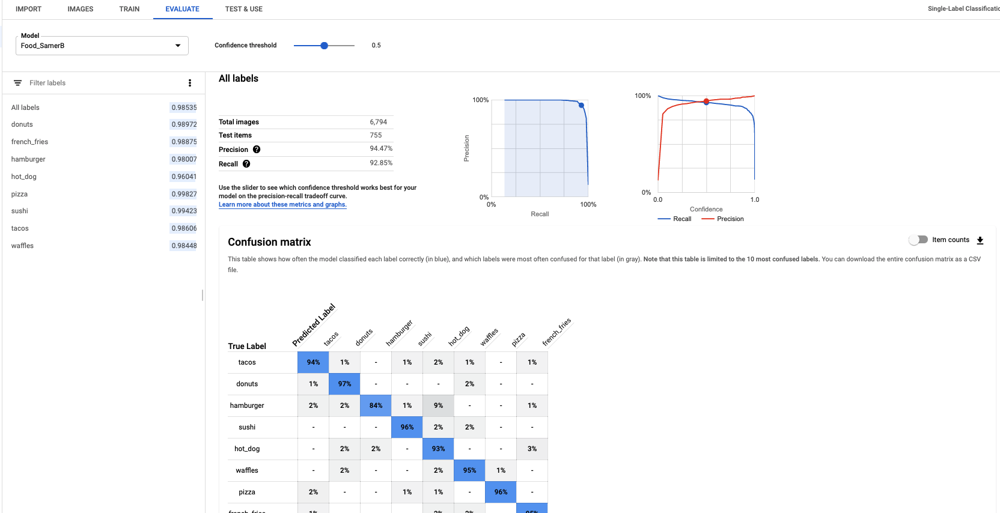 IMPORT IMAGES TRAIN EVALUATE TEST & USE Single-Label Classificatio
Model
Food_SamerB
Confidence threshold 0.5
Filter labels
All labels 0.98535
donuts 0.98972
french_fries 0.98875
hamburger 0.98007
hot_dog 0.96041
pizza 0.99827
sushi 0.99423
tacos 0.98606
waffles 0.98448
All labels
Total images 6,794
Test items 755
Precision ? 94.47%
Recall ? 92.85%
Use the slider to see which confidence threshold works best for your
model on the precision-recall tradeoff curve.
Learn more about these metrics and graphs.
100%
Precision
0%
0% 100%
Recall
100%
0%
0.0 1.0
Confidence
Recall Precision
Confusion matrix
Item counts
This table shows how often the model classified each label correctly (in blue), and which labels were most often confused for that label (in gray). Note that this table is limited to the 10 most confused labels. You can download the entire confusion matrix as a CSV
file.
True Label Predicted Label tacos donuts hamburger sushi hot_dog waffles pizza french_fries
tacos 94% 1% - 1% 2% 1% - 1%
donuts 1% 97% - - - 2% - -
hamburger 2% 2% 84% 1% 9% - - 1%
sushi - - - 96% 2% 2% - -
hot_dog - 2% 2% - 93% - - 3%
waffles - 2% - - 2% 95% 1% -
pizza 2% - - 1% 1% - 96% -
french_fries 1% 2% 2% 95%